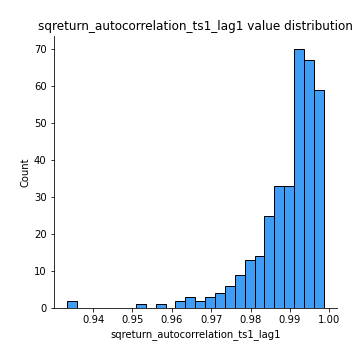 sqreturn_autocorrelation_ts1_lag1 value distribution
70
60
50
40
30
20
10
0
Count
0.94 0.95 0.96 0.97 0.98 0.99 1.00
sqreturn_autocorrelation_ts1_lag1